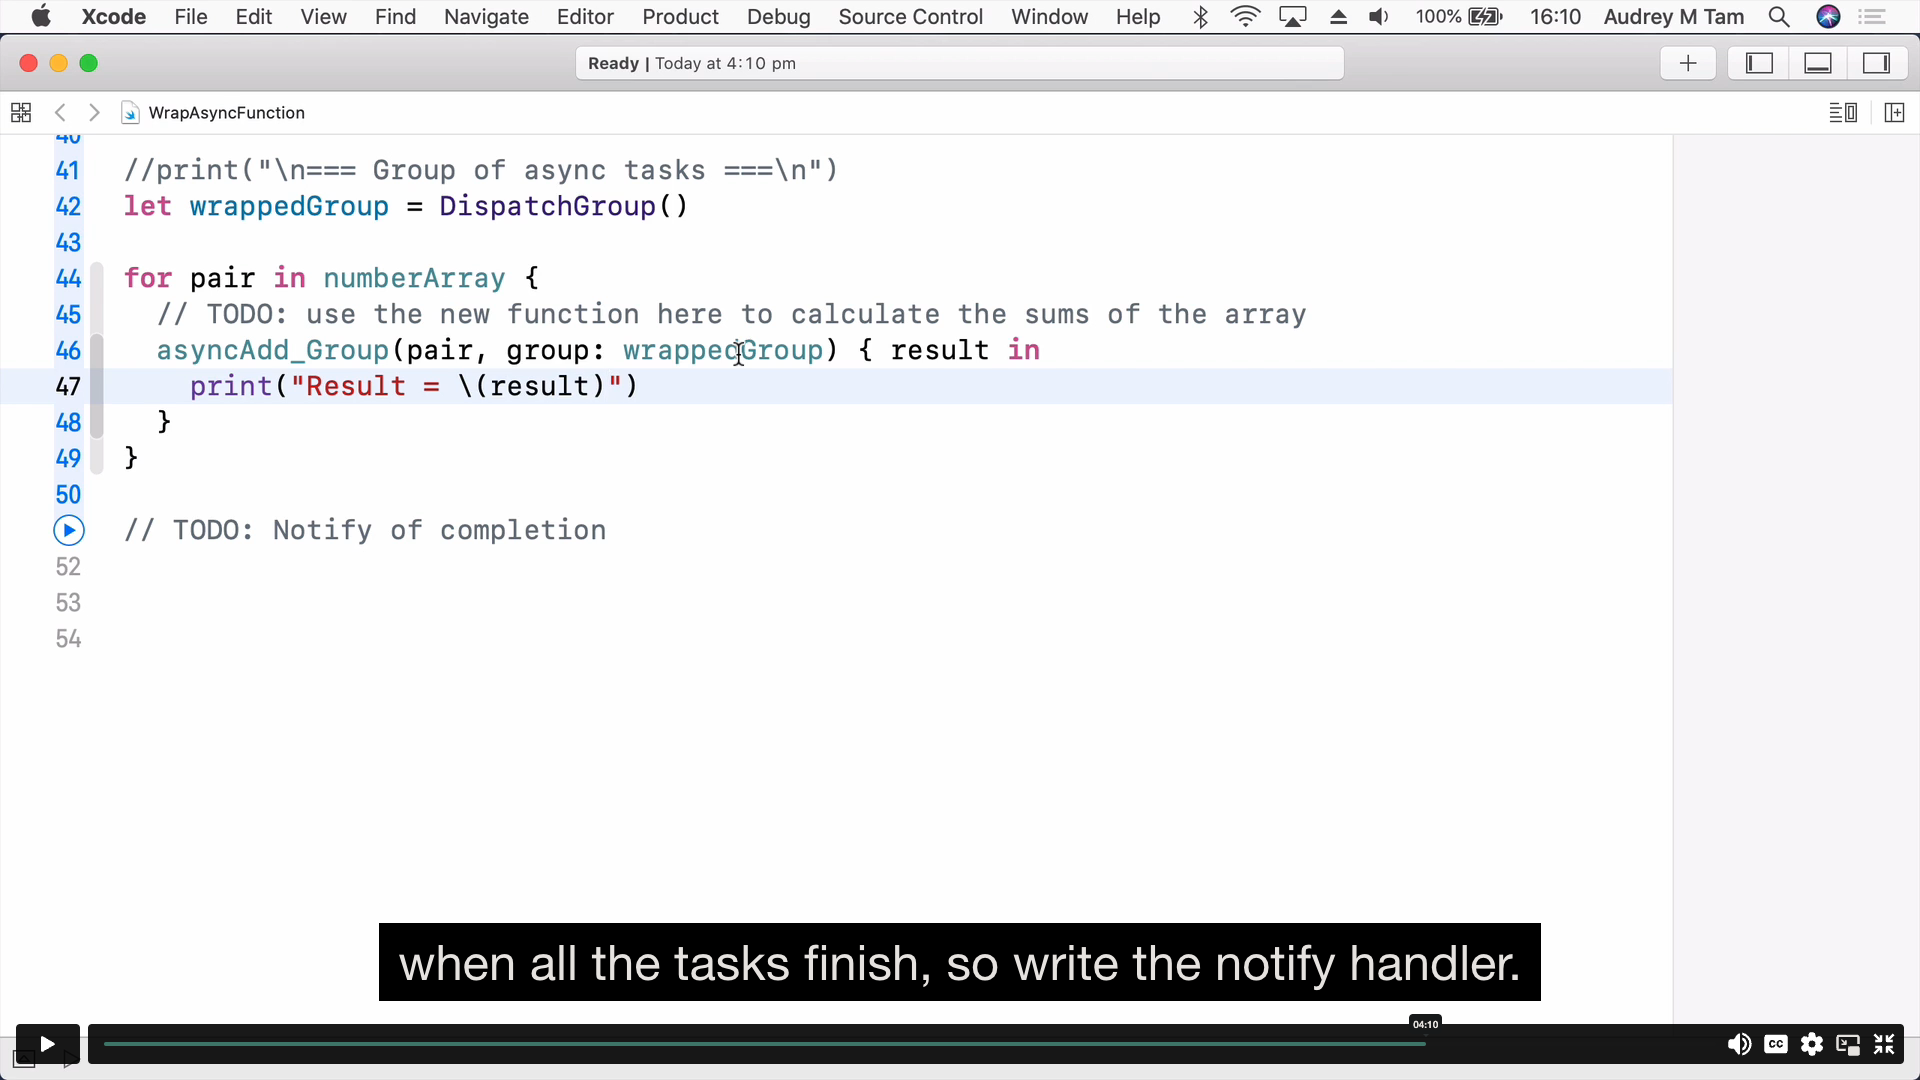 Xcode File Edit View Find Navigate Editor Product Debug Source Control Window Help 100% 16:10 Audrey M Tam
Ready | Today at 4:10 pm
WrapAsyncFunction
40
41 //print("\n=== Group of async tasks ===\n")
42 let wrappedGroup = DispatchGroup()
43
44 for pair in numberArray {
45 // TODO: use the new function here to calculate the sums of the array
46 asyncAdd_Group(pair, group: wrappedGroup) { result in
47 print("Result = \(result)")
48 }
49 }
50
// TODO: Notify of completion
52
53
54
when all the tasks finish, so write the notify handler.
04:10
CC